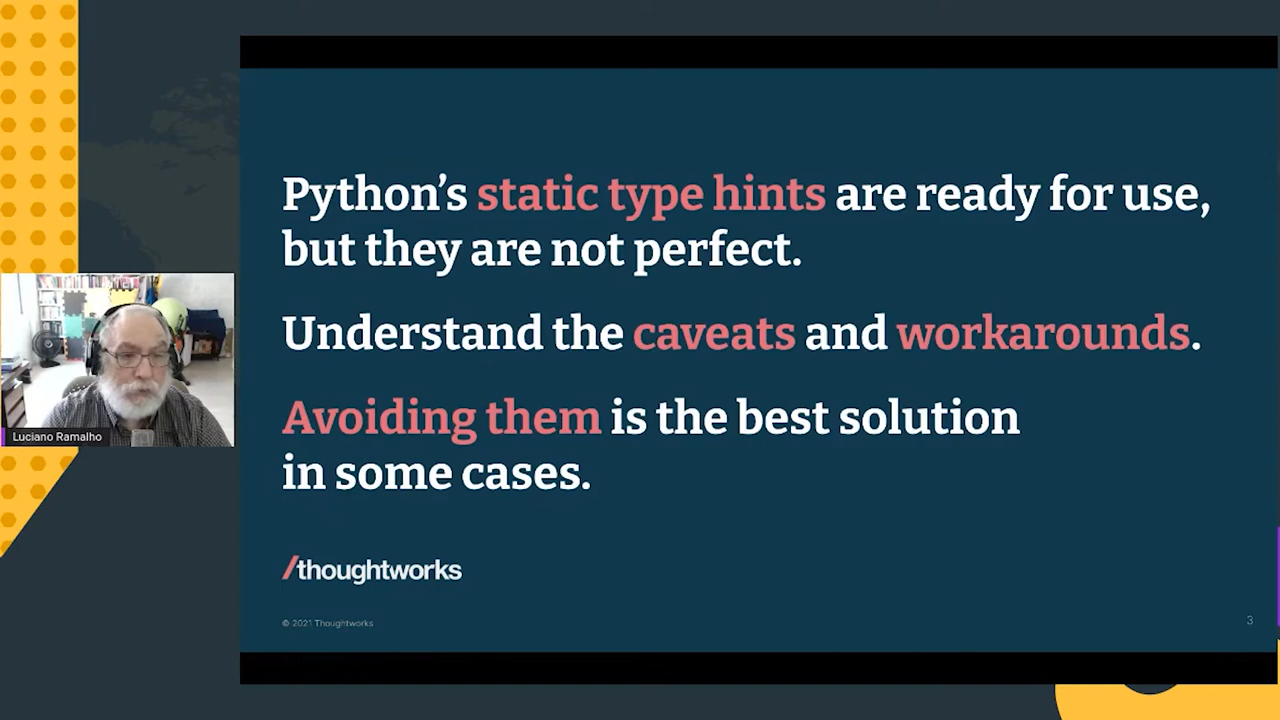 Python’s static type hints are ready for use,
but they are not perfect.
Understand the caveats and workarounds.
Avoiding them is the best solution
in some cases.
Luciano Ramalho
/thoughtworks
© 2021 Thoughtworks
3